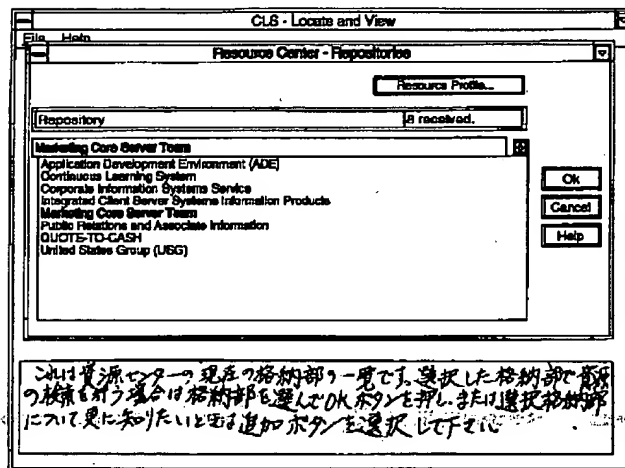 CLS - Locate and View
File Help
Resource Center - Repositories
Resource Profile...
Repository
8 received.
Marketing Core Server Team
Application Development Environment (ADE)
Continuous Learning System
Corporate Information Systems Service
Integrated Client Server Systems Information Products
Marketing Core Server Team
Public Relations and Associate Information
QUOTE-TO-CASH
United States Group (USG)
Ok
Cancel
Help
これは資源センターの現在の格納部の一覧です。選択した格納部で資源
の検索を行う場合は格納部を選んでOKボタンを押し、または選択格納部
について更に知りたいときは追加ボタンを選択して下さい